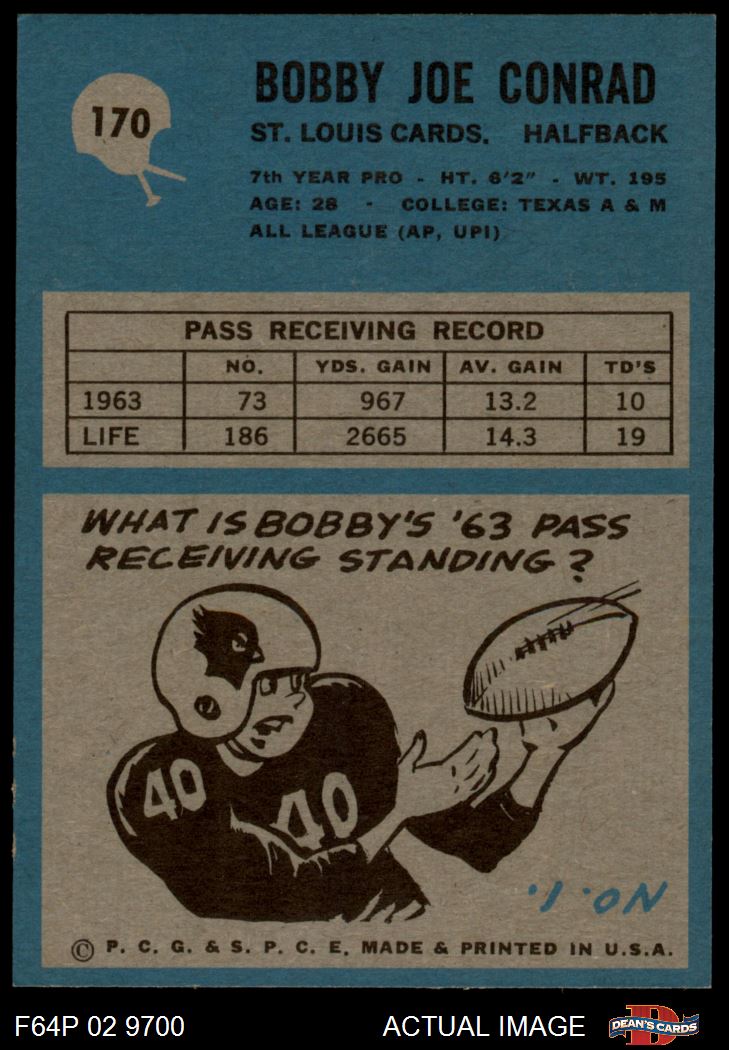 170
BOBBY JOE CONRAD
ST. LOUIS CARDS. HALFBACK
7th YEAR PRO - HT. 6'2" - WT. 195
AGE: 28 - COLLEGE: TEXAS A & M
ALL LEAGUE (AP, UPI)
PASS RECEIVING RECORD
NO. YDS. GAIN AV. GAIN TD'S
1963 73 967 13.2 10
LIFE 186 2665 14.3 19
WHAT IS BOBBY'S '63 PASS
RECEIVING STANDING?
40 40
NO. 1.
© P. C. G. & S. P. C. E. MADE & PRINTED IN U.S.A.
F64P 02 9700 ACTUAL IMAGE D DEAN'S CARDS